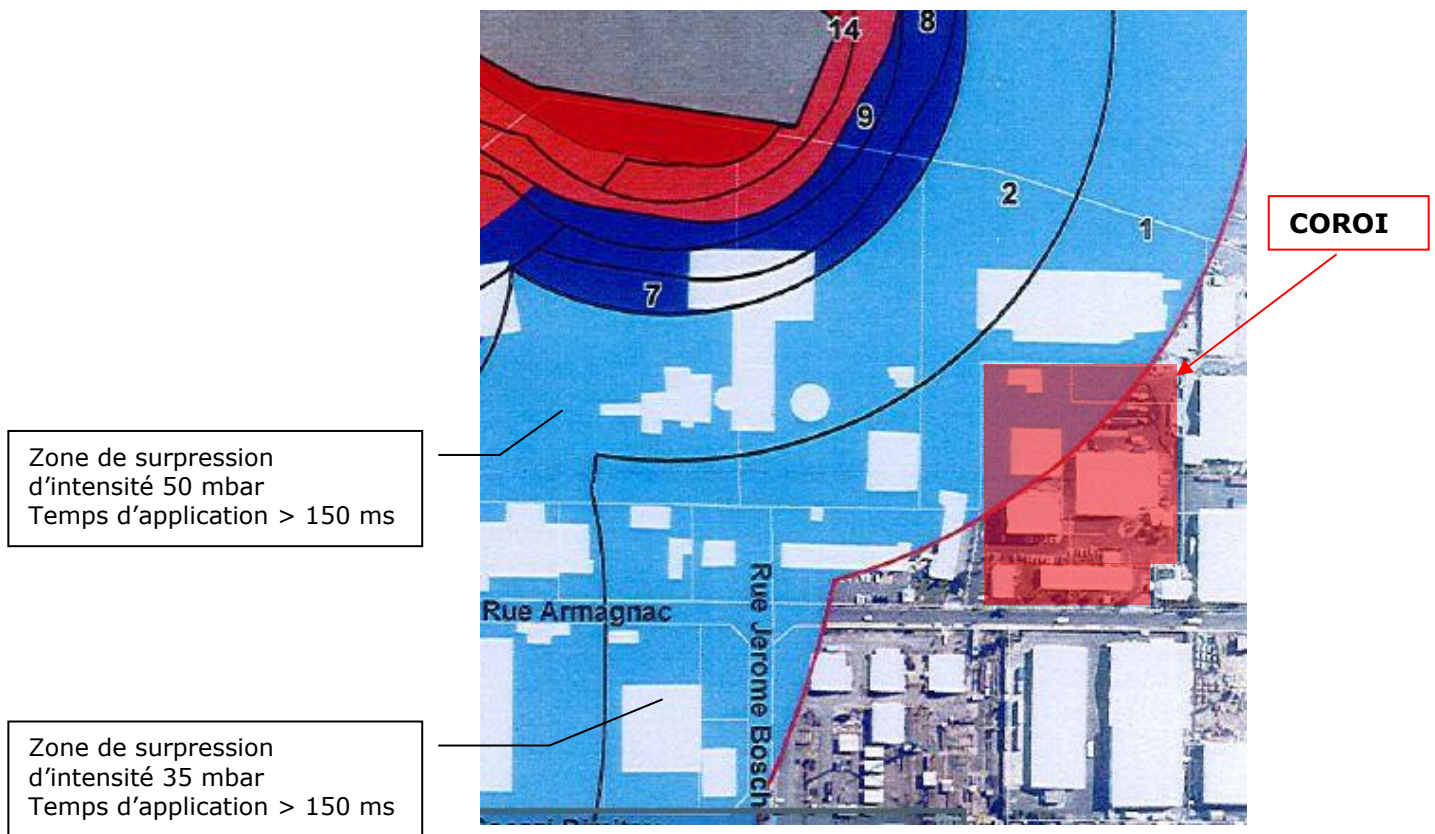 14
8
9
2
1
7
COROI
Zone de surpression
d'intensité 50 mbar
Temps d'application > 150 ms
Rue Armagnac
Rue Jerome Bosch
Zone de surpression
d'intensité 35 mbar
Temps d'application > 150 ms